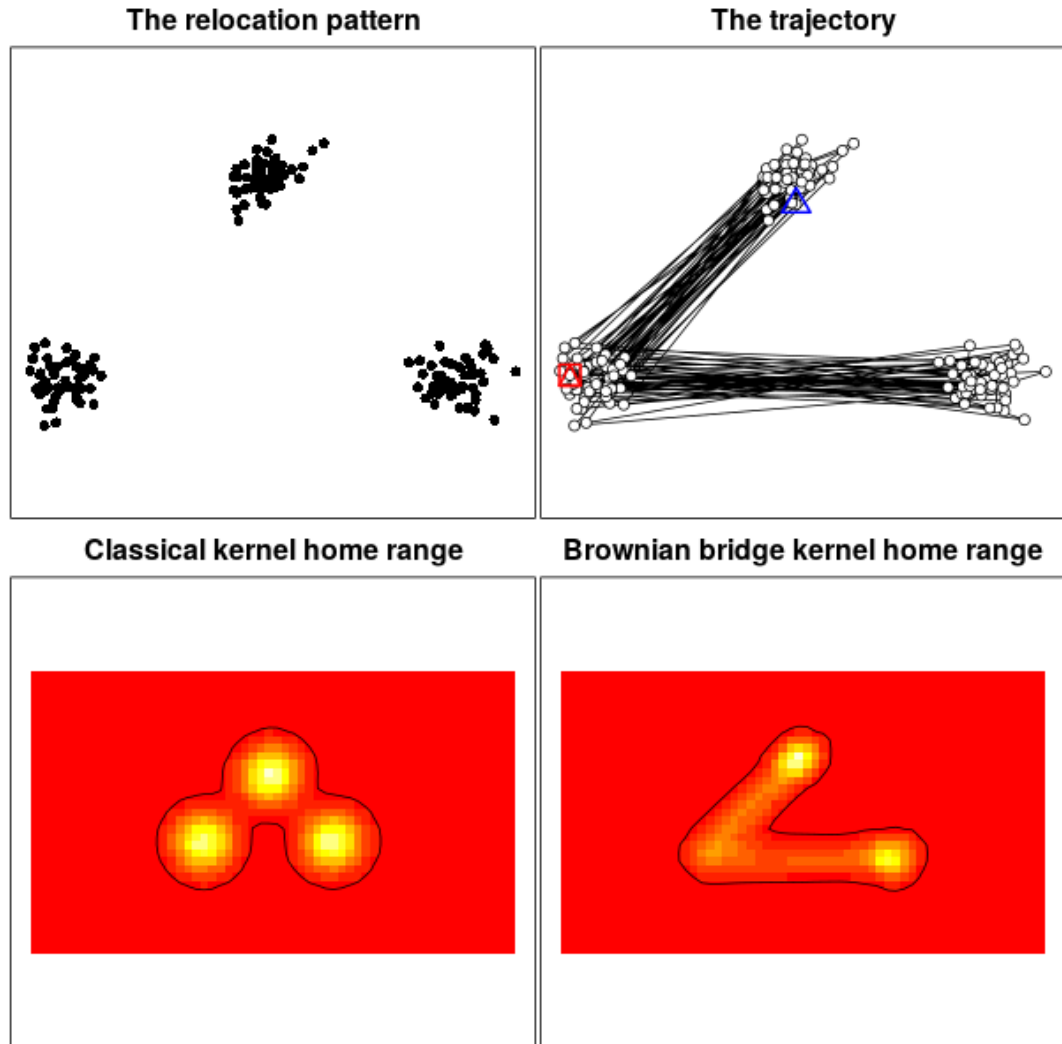 The relocation pattern
The trajectory
Classical kernel home range
Brownian bridge kernel home range